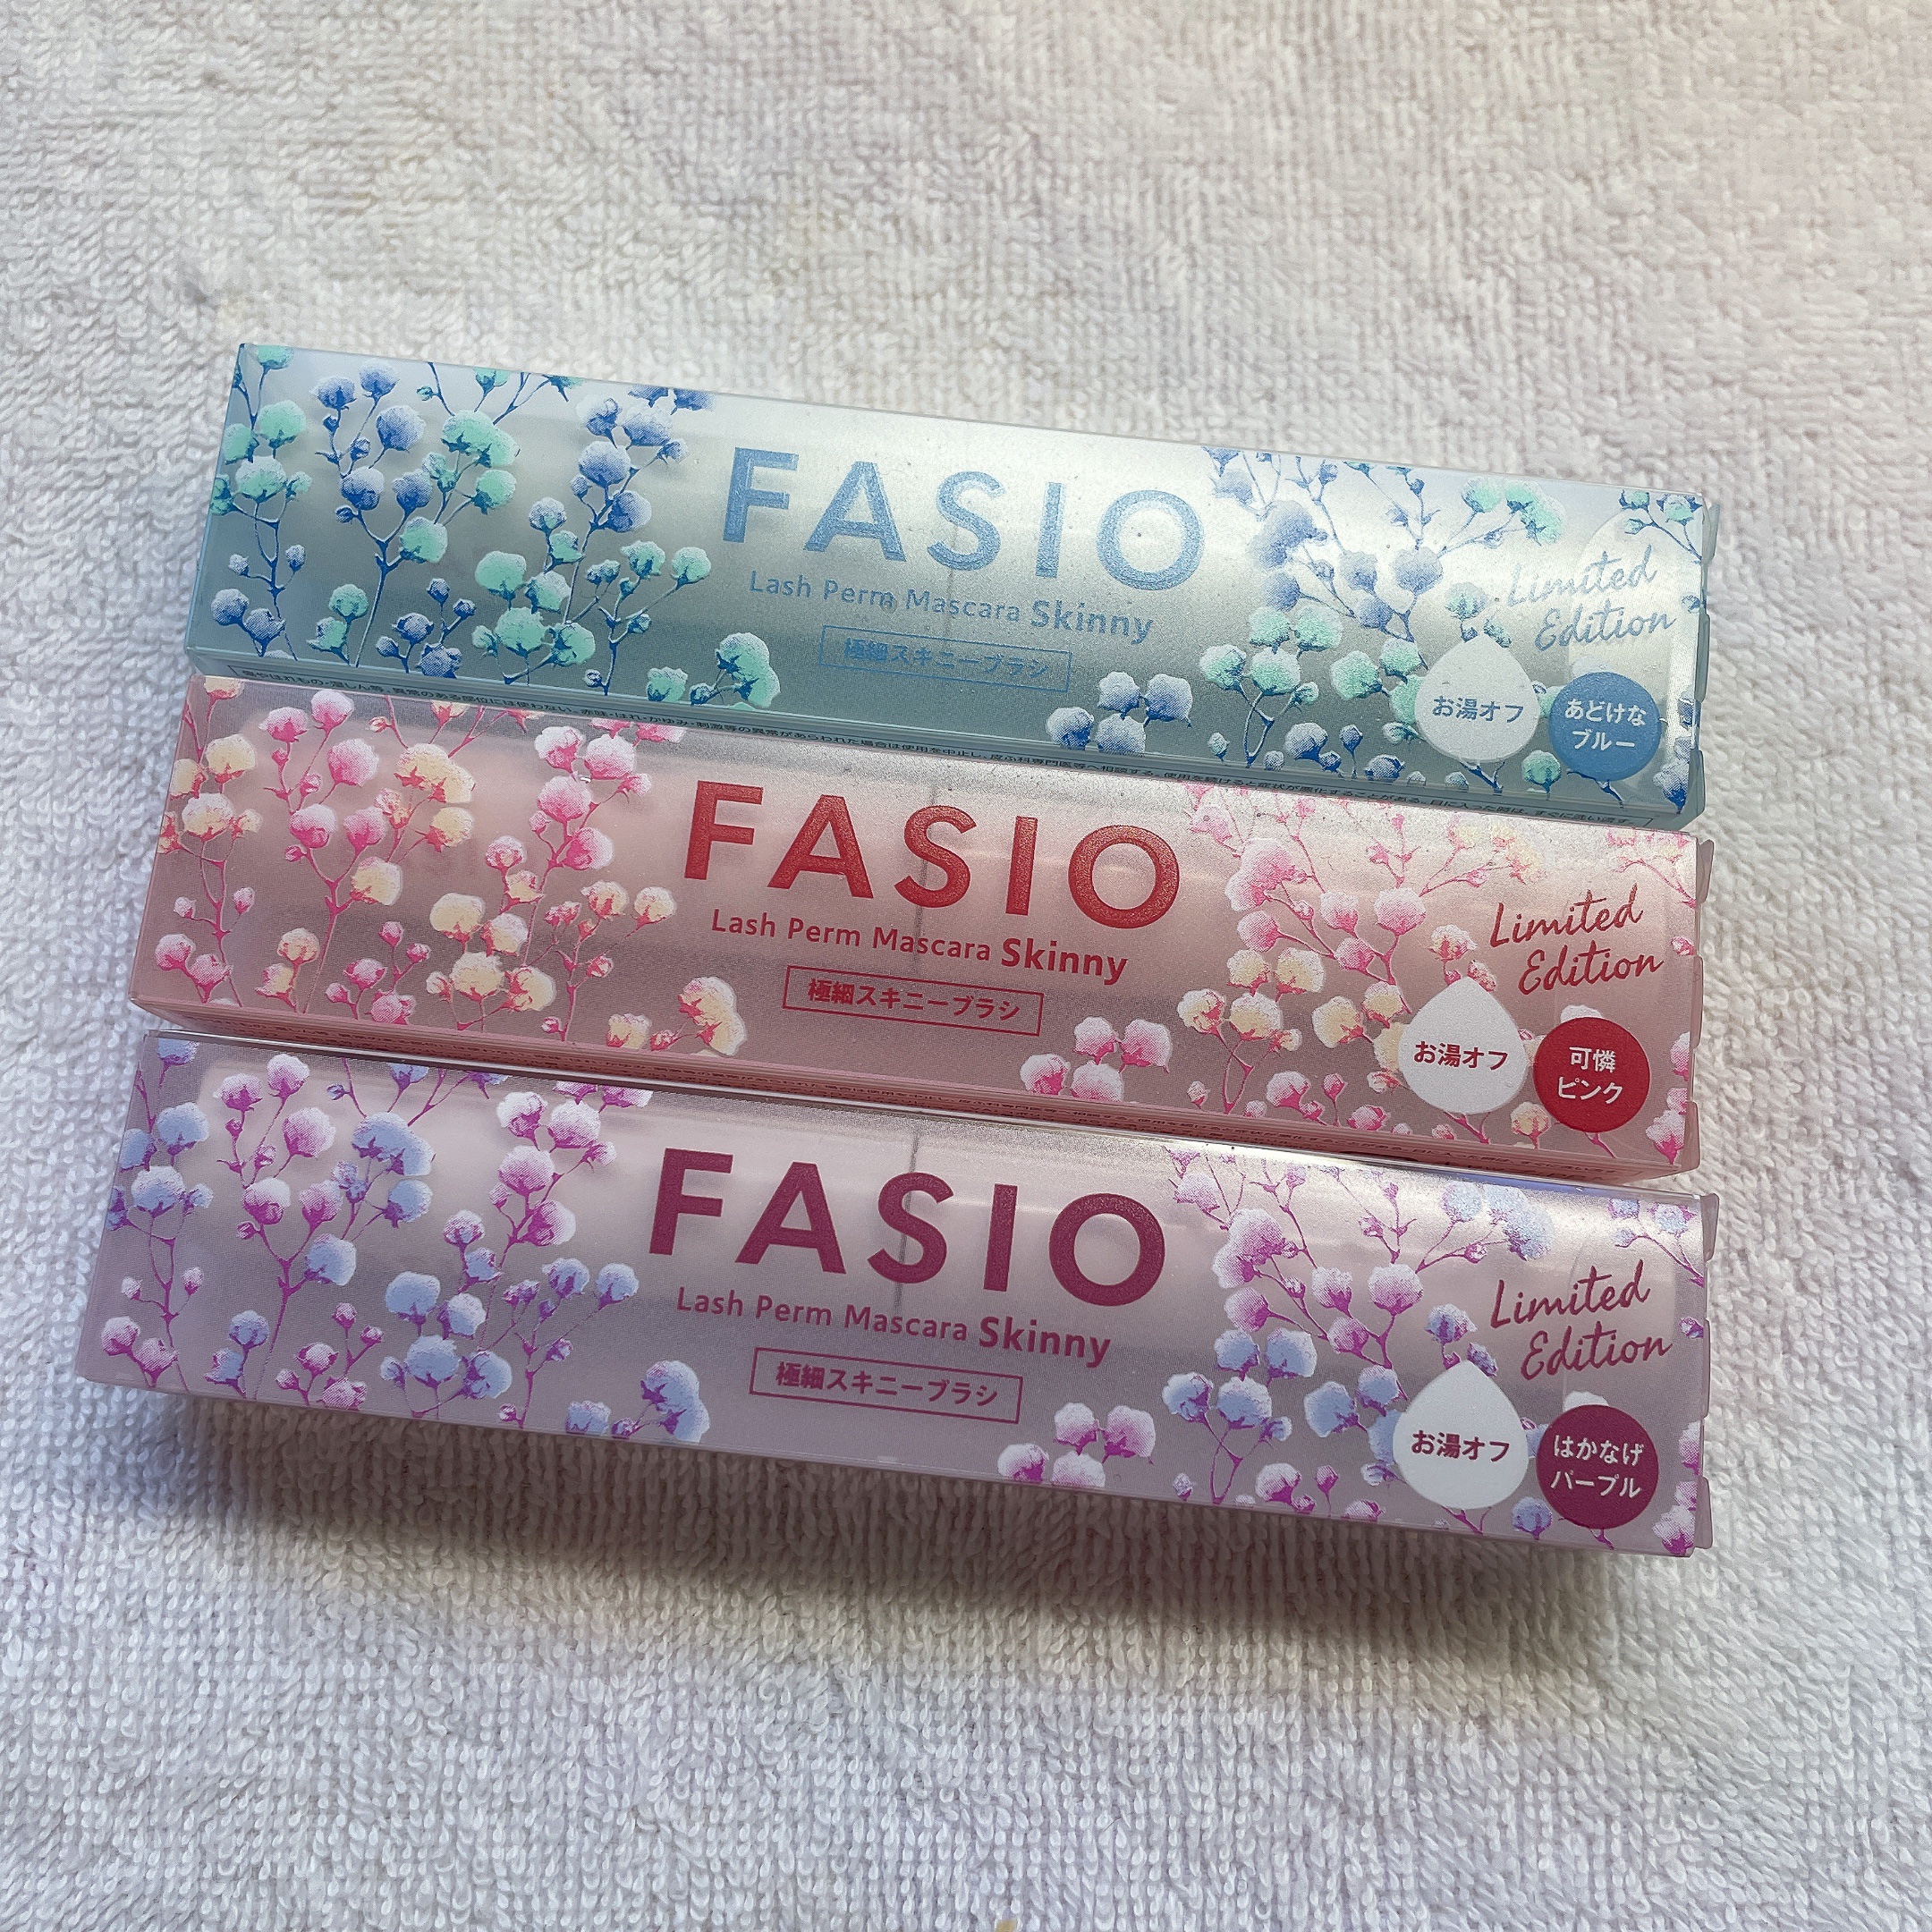 FASIO
Lash Perm Mascara Skinny
極細スキニーブラシ
Limited
Edition
お湯オフ
あどけな
ブルー
FASIO
Lash Perm Mascara Skinny
極細スキニーブラシ
Limited
Edition
お湯オフ
可憐
ピンク
FASIO
Lash Perm Mascara Skinny
極細スキニーブラシ
Limited
Edition
お湯オフ
はかなげ
パープル